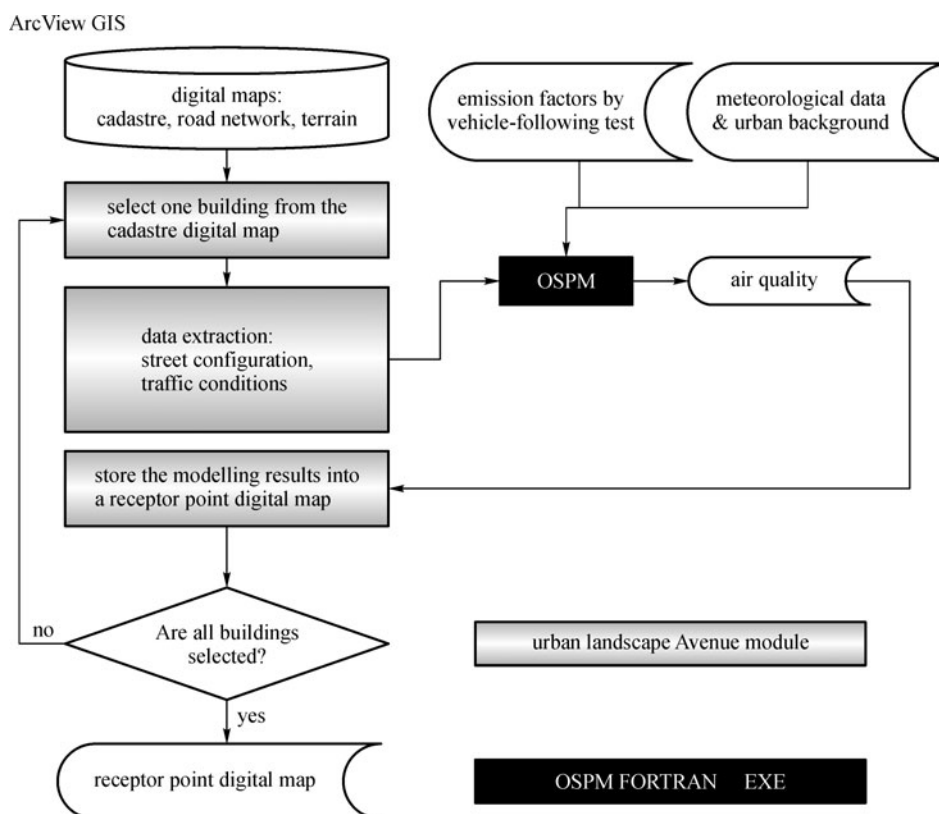 ArcView GIS
digital maps:
cadastre, road network, terrain
emission factors by
vehicle-following test
meteorological data
& urban background
select one building from the
cadastre digital map
OSPM
air quality
data extraction:
street configuration,
traffic conditions
store the modelling results into
a receptor point digital map
no
Are all buildings
selected?
urban landscape Avenue module
yes
receptor point digital map
OSPM FORTRAN EXE